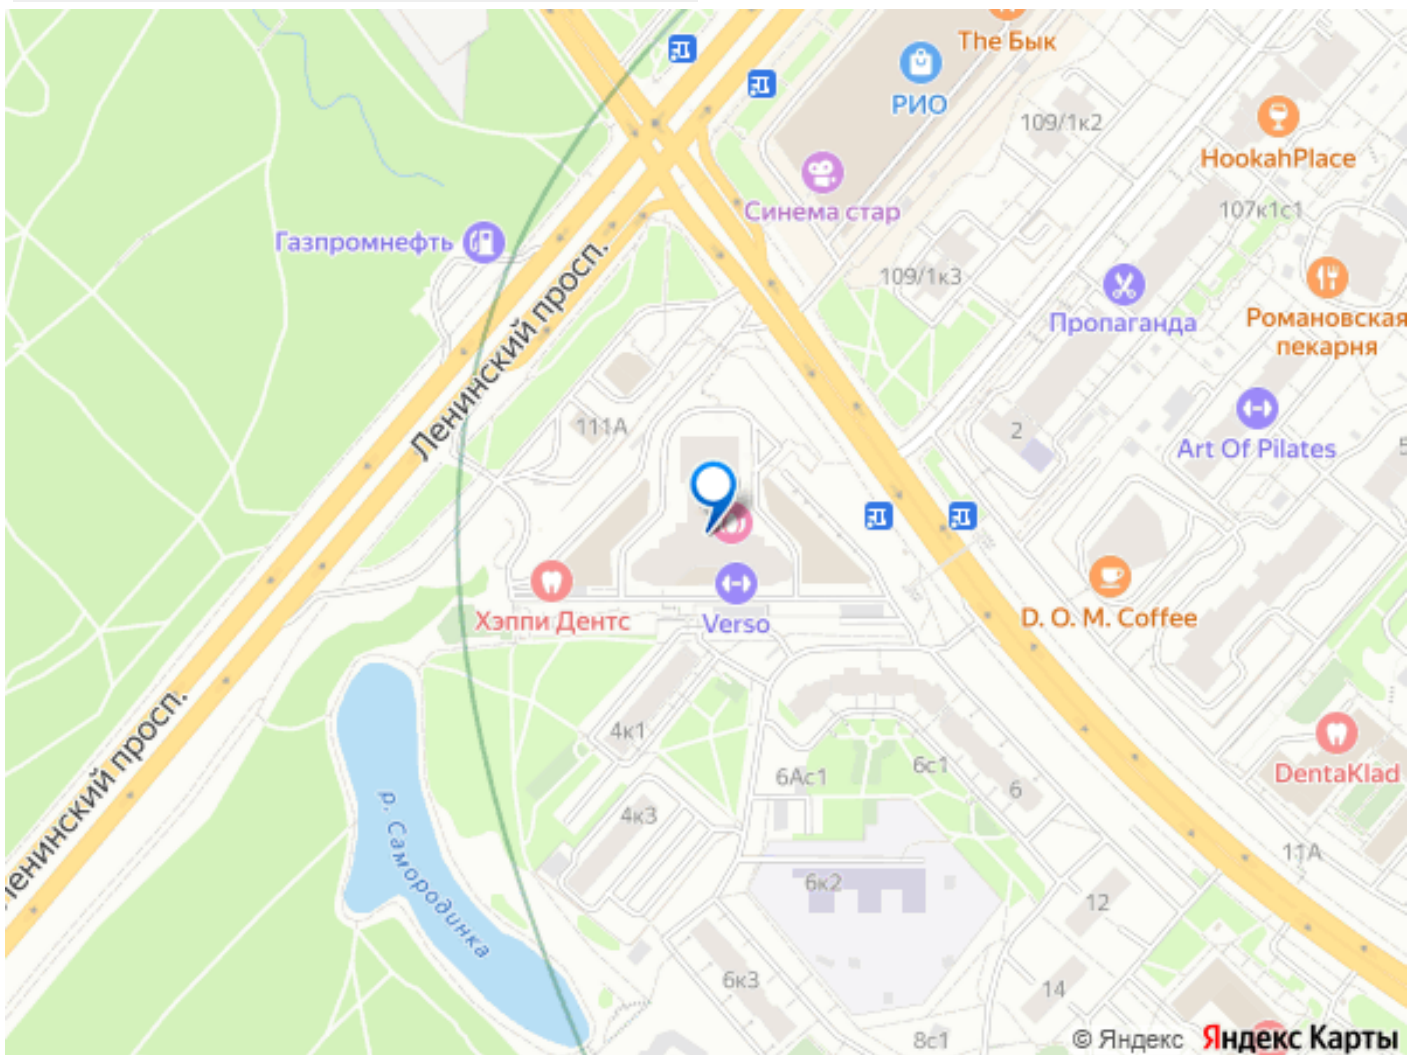 The Бык
РИО
109/1к2
HookahPlace
Синема стар
107к1с1
Газпромнефть
109/1к3
Пропаганда
Романовская
пекарня
Ленинский просп.
111А
2
Art Of Pilates
5
Хэппи Дентс
Verso
D. O. M. Coffee
4к1
6Ас1
6с1
6
DentaKlad
Ленинский просп.
4к3
11А
р. Самородинка
6к2
12
6к3
14
8с1
© Яндекс Яндекс Карты